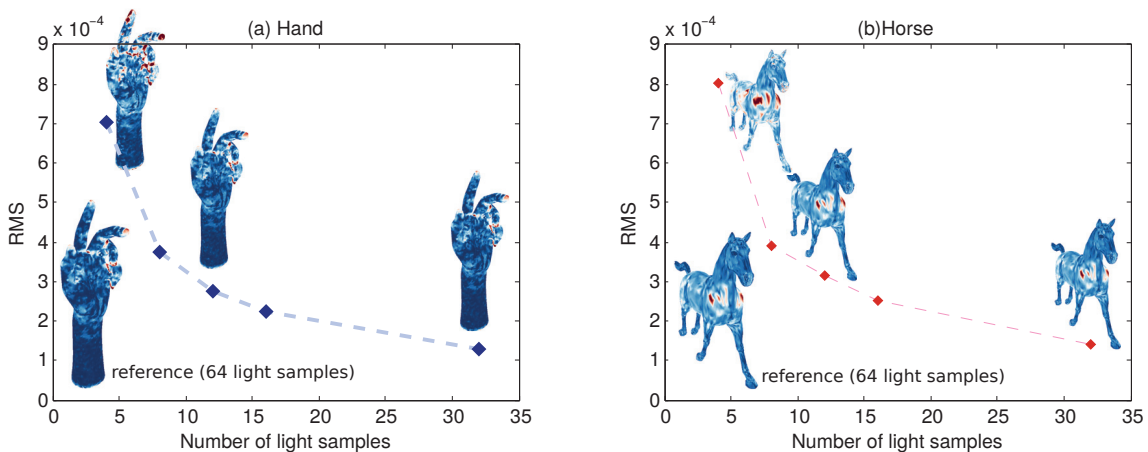 (a) Hand
x 10⁻⁴
9
8
7
6
5
4
3
2
1
0
RMS
0 5 10 15 20 25 30 35
Number of light samples
reference (64 light samples)
(b)Horse
x 10⁻⁴
9
8
7
6
5
4
3
2
1
0
RMS
0 5 10 15 20 25 30 35
Number of light samples
reference (64 light samples)